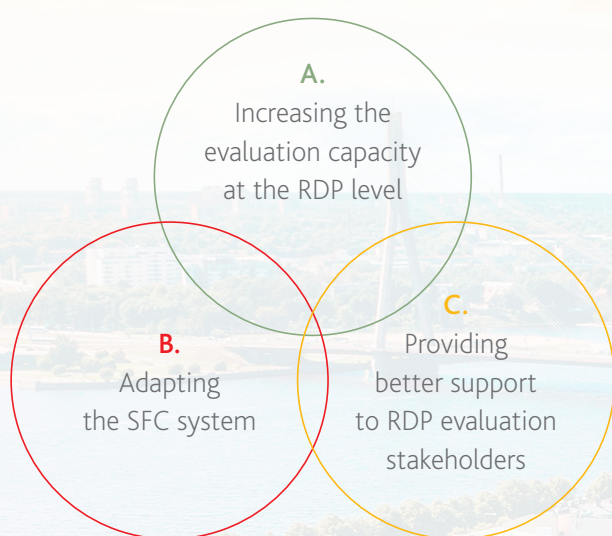 A.
Increasing the
evaluation capacity
at the RDP level
B.
Adapting
the SFC system
C.
Providing
better support
to RDP evaluation
stakeholders